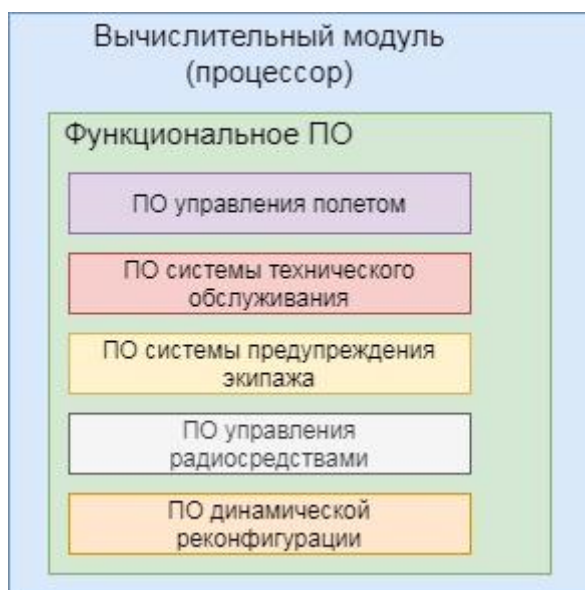 Вычислительный модуль
(процессор)
Функциональное ПО
ПО управления полетом
ПО системы технического
обслуживания
ПО системы предупреждения
экипажа
ПО управления
радиосредствами
ПО динамической
реконфигурации